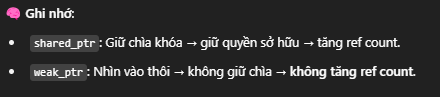 🧠 Ghi nhớ:
• shared_ptr: Giữ chìa khóa → giữ quyền sở hữu → tăng ref count.
• weak_ptr: Nhìn vào thôi → không giữ chìa → không tăng ref count.